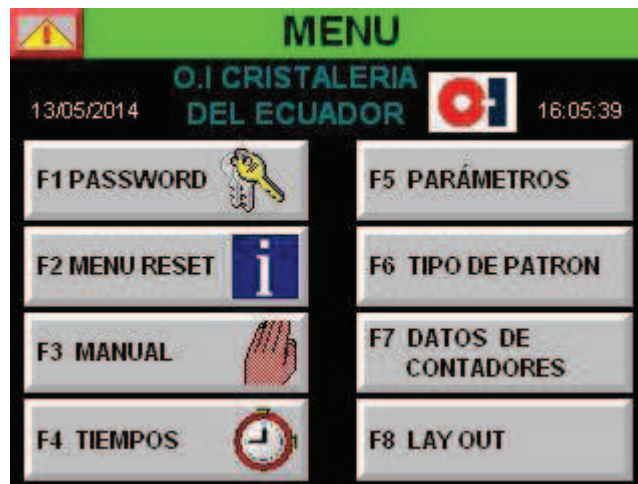 MENU
O.I CRISTALERIA
DEL ECUADOR
13/05/2014
16:05:39
F1 PASSWORD
F2 MENU RESET
F3 MANUAL
F4 TIEMPOS
F5 PARÁMETROS
F6 TIPO DE PATRON
F7 DATOS DE
CONTADORES
F8 LAY OUT